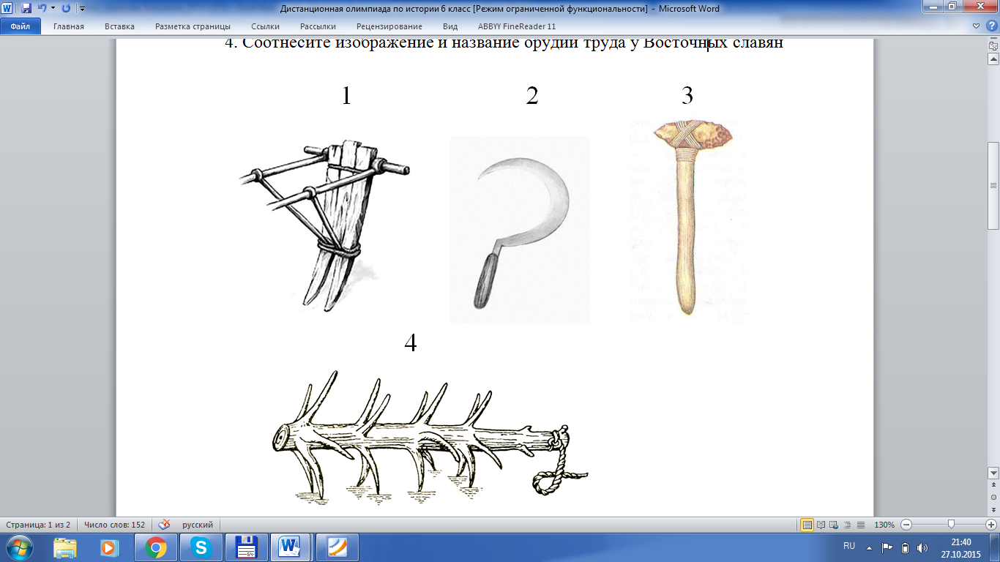 Дистанционная олимпиада по истории 6 класс [Режим ограниченной функциональности] - Microsoft Word
Файл Главная Вставка Разметка страницы Ссылки Рассылки Рецензирование Вид ABBYY FineReader 11
4. Соотнесите изображение и название орудий труда у Восточных славян
1 2 3
4
Страница: 1 из 2 Число слов: 152 русский 130%
RU 21:40
27.10.2015